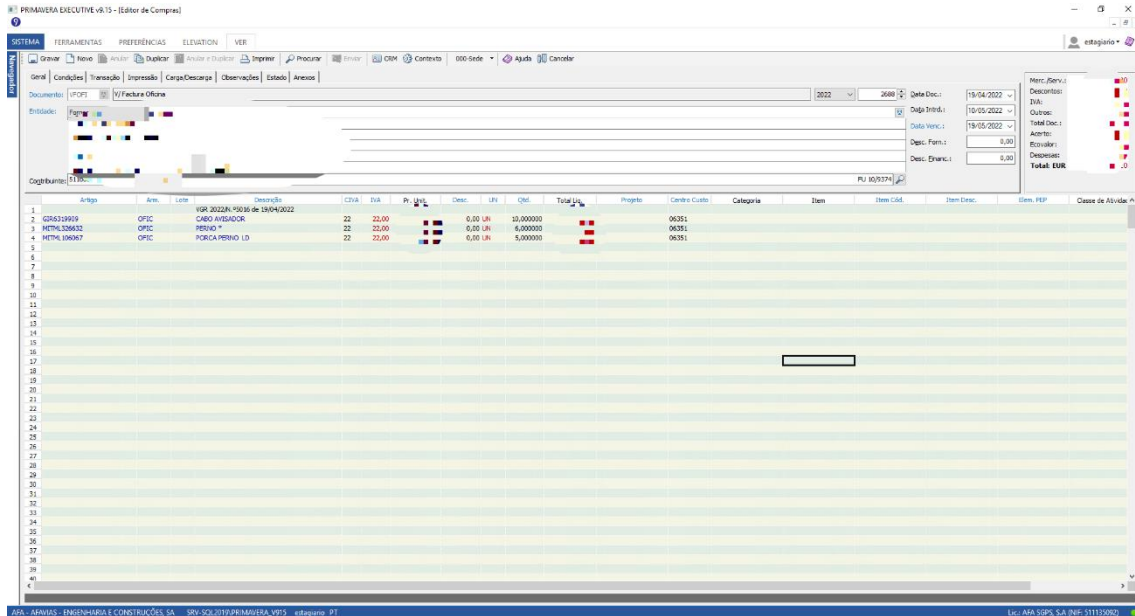 PRIMAVERA EXECUTIVE v9.15 - [Editor de Compras]
SISTEMA FERRAMENTAS PREFERÊNCIAS ELEVATION VER estagiario
Gravar Novo Anular Duplicar Anular e Duplicar Imprimir Procurar Enviar CRM Contexto 000-Sede Ajuda Cancelar
Navegador
Geral Condições Transação Impressão Carga/Descarga Observações Estado Anexos
Documento: VFOFI V/ Factura Oficina 2022 2688 Data Doc.: 19/04/2022
Entidade: Data Intrd.: 10/05/2022
Data Venc.: 19/05/2022
Desc. Forn.: 0,00
Desc. Financ.: 0,00
Contribuinte: PU 10/9374
Merc./Serv.:
Descontos:
IVA:
Outros:
Total Doc.:
Acerto:
Ecovalor:
Despesas:
Total: EUR
Artigo Arm. Lote Descrição CIVA IVA Pr. Unit. Desc. UN Qtd. Total Liq. Projeto Centro Custo Categoria Item Item Cód. Item Desc. Elem. PEP Classe de Ativida
1 VGR 2022/N.º5016 de 19/04/2022
2 GIR6319909 OFIC CABO AVISADOR 22 22,00 0,00 UN 10,000000 06351
3 MITML326632 OFIC PERNO * 22 22,00 0,00 UN 6,000000 06351
4 MITML106067 OFIC PORCA PERNO LD 22 22,00 0,00 UN 5,000000 06351
5
6
7
8
9
10
11
12
13
14
15
16
17
18
19
20
21
22
23
24
25
26
27
28
29
30
31
32
33
34
35
36
37
38
39
40
AFA - AFAVIAS - ENGENHARIA E CONSTRUÇÕES, SA SRV-SQL2019\PRIMAVERA_V915 estagiario PT Lic.: AFA SGPS, S.A (NIF: 511135092)